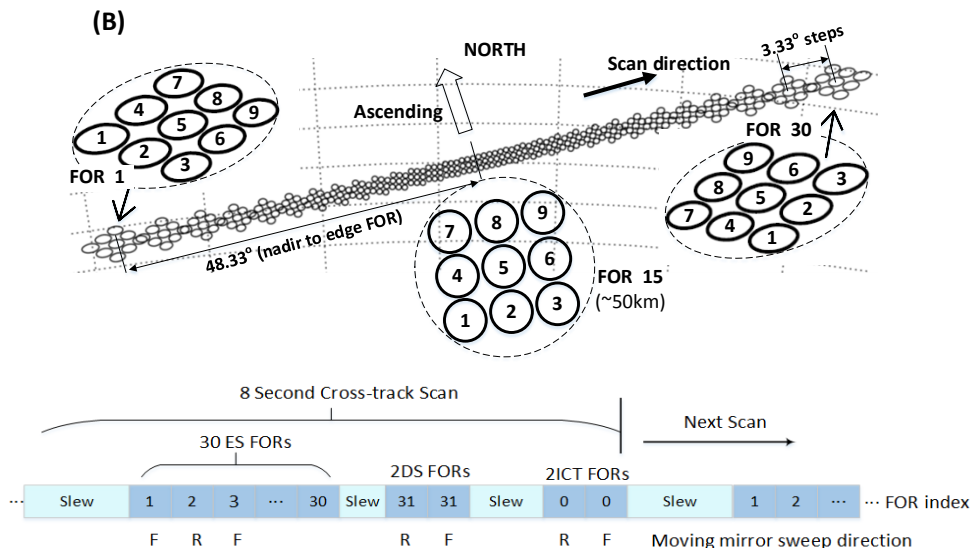 (B)
NORTH
Scan direction
3.33° steps
Ascending
7
4 8
1 5 9
2 6
3
FOR 1
48.33° (nadir to edge FOR)
7 8 9
4 5 6
1 2 3
FOR 15
(~50km)
FOR 30
9 6 3
8 5 2
7 4 1
8 Second Cross-track Scan
Next Scan
30 ES FORs
2DS FORs
2ICT FORs
··· Slew 1 2 3 ··· 30 Slew 31 31 Slew 0 0 Slew 1 2 ··· ··· FOR index
F R F R F R F Moving mirror sweep direction